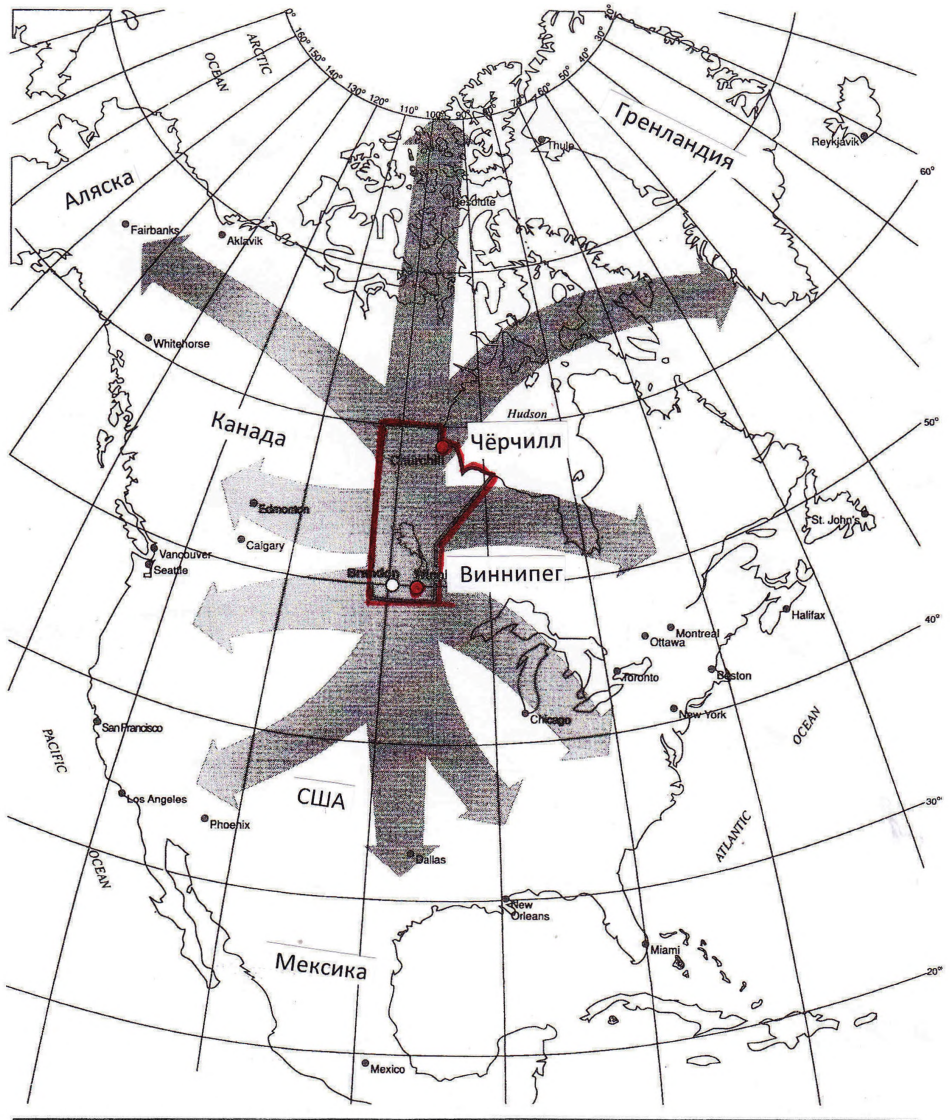 0°
160°
150°
140°
130°
120°
110°
100°
90°
80°
70°
60°
50°
40°
30°
20°
ARCTIC
OCEAN
Гренландия
Thule
Reykjavik
60°
Аляска
Resolute
Fairbanks
Aklavik
Whitehorse
Hudson
Канада
Чёрчилл
Churchill
50°
Edmonton
Calgary
St. John's
Vancouver
Seattle
Brandon
Виннипег
Halifax
Montreal
Ottawa
40°
Toronto
Boston
Chicago
New York
San Francisco
PACIFIC
OCEAN
OCEAN
ATLANTIC
США
Los Angeles
Phoenix
30°
Dallas
New
Orleans
Miami
Мексика
20°
Mexico